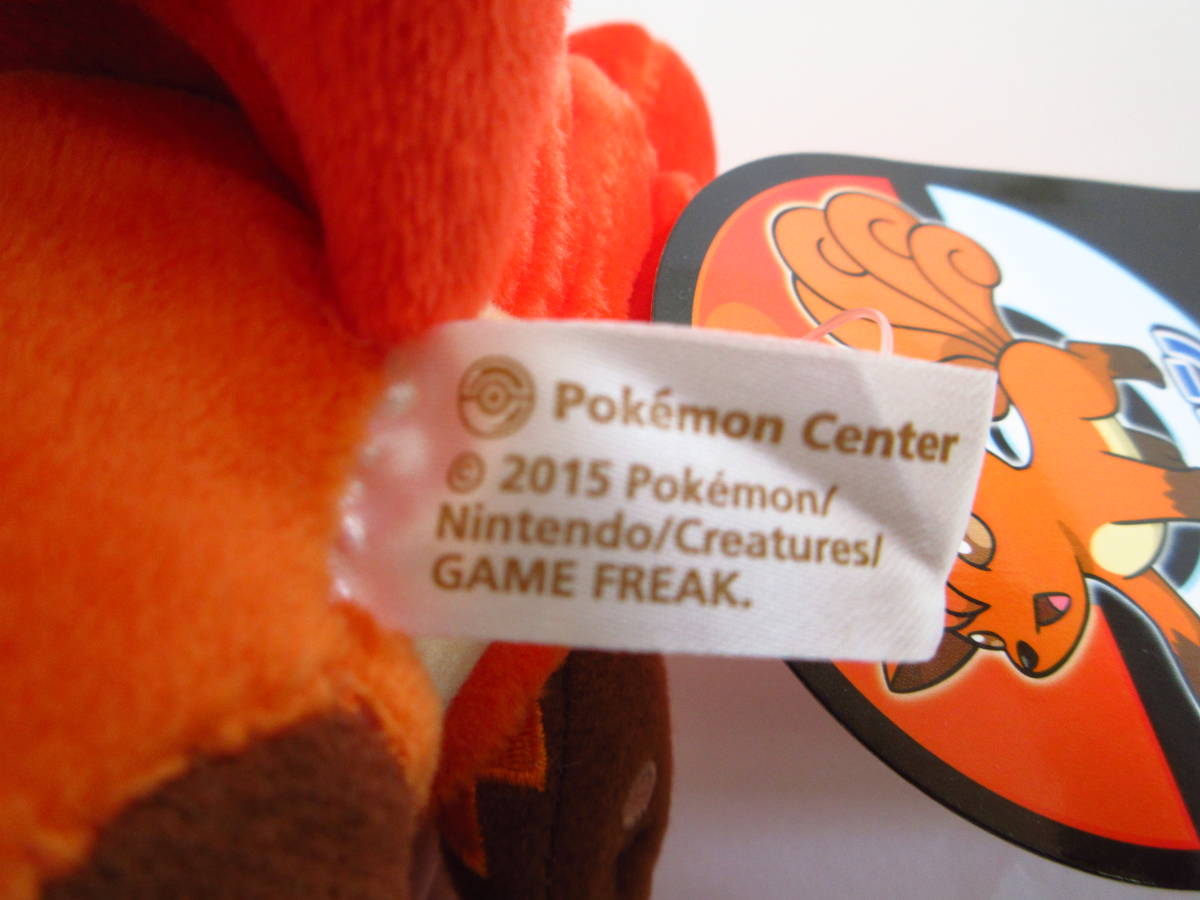 Pokémon Center
© 2015 Pokémon/
Nintendo/Creatures/
GAME FREAK.